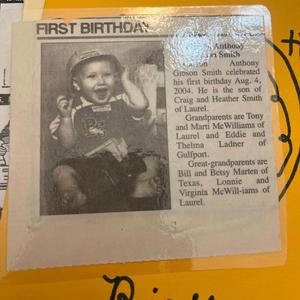 FIRST BIRTHDAY
Anthony
Smith
Anthony
Gibson Smith celebrated
his first birthday Aug. 4,
2004. He is the son of
Craig and Heather Smith
of Laurel.
Grandparents are Tony
and Marti McWilliams of
Laurel and Eddie and
Thelma Ladner of
Gulfport.
Great-grandparents are
Bill and Betsy Marten of
Texas, Lonnie and
Virginia McWill-iams of
Laurel.